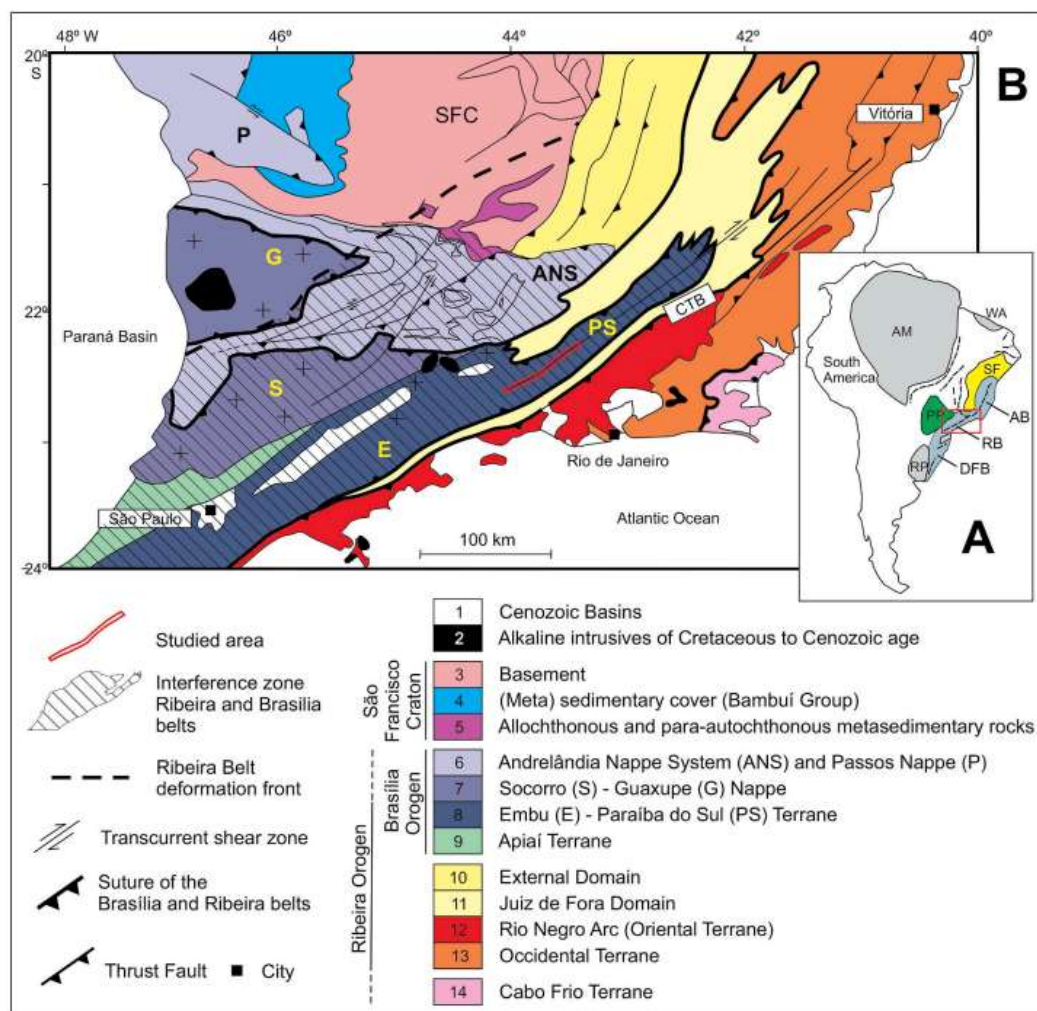 48° W
46°
44°
42°
40°
20°
S
B
SFC
P
Vitória
G
ANS
22°
CTB
PS
Paraná Basin
S
E
Rio de Janeiro
São Paulo
Atlantic Ocean
24°
100 km
AM
WA
South
America
SF
PR
AB
RB
RP
DFB
A
Studied area
Interference zone
Ribeira and Brasilia
belts
Ribeira Belt
deformation front
Transcurrent shear zone
Suture of the
Brasília and Ribeira belts
Thrust Fault
City
1 Cenozoic Basins
2 Alkaline intrusives of Cretaceous to Cenozoic age
São
Francisco
Craton
3 Basement
4 (Meta) sedimentary cover (Bambuí Group)
5 Allochthonous and para-autochthonous metasedimentary rocks
Ribeira Orogen
Brasília
Orogen
6 Andrelândia Nappe System (ANS) and Passos Nappe (P)
7 Socorro (S) - Guaxupe (G) Nappe
8 Embu (E) - Paraíba do Sul (PS) Terrane
9 Apiaí Terrane
10 External Domain
11 Juiz de Fora Domain
12 Rio Negro Arc (Oriental Terrane)
13 Occidental Terrane
14 Cabo Frio Terrane